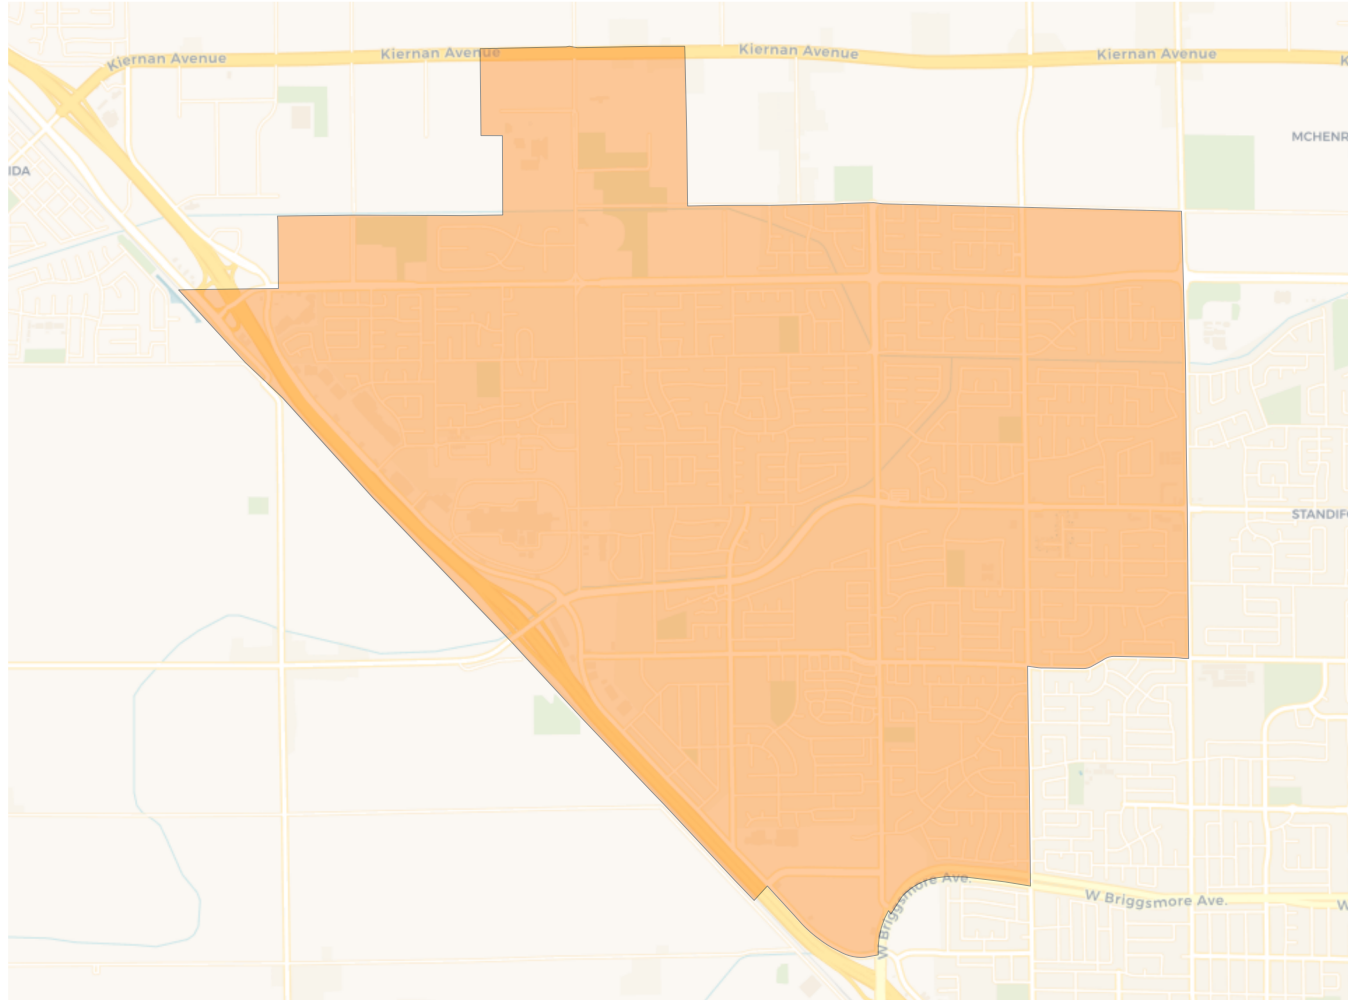 Kiernan Avenue
Kiernan Avenue
Kiernan Avenue
Kiernan Avenue
K
MCHENR
IDA
STANDIF
W Briggsmore Ave.
W Briggsmore Ave.
W